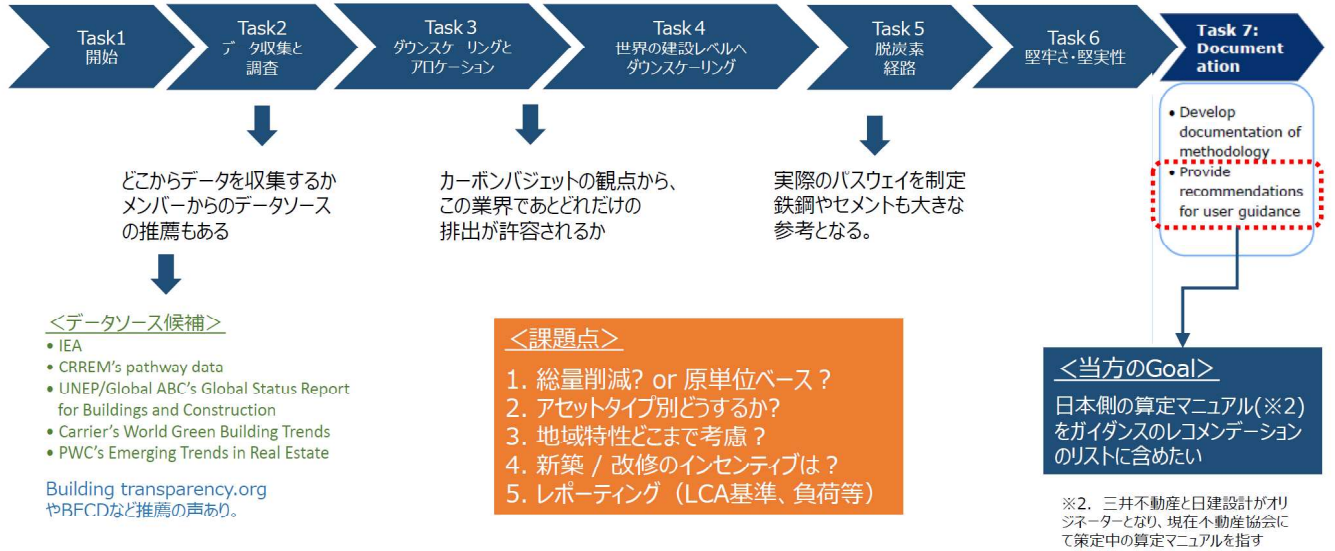 Task1
開始
Task2
データ収集と
調査
Task3
ダウンスケーリングと
アロケーション
Task4
世界の建設レベルへ
ダウンスケーリング
Task5
脱炭素
経路
Task6
堅牢さ・堅実性
Task 7:
Document
ation
• Develop
documentation of
methodology
• Provide
recommendations
for user guidance
どこからデータを収集するか
メンバーからのデータソース
の推薦もある
カーボンバジェットの観点から、
この業界であとどれだけの
排出が許容されるか
実際のパスウェイを制定
鉄鋼やセメントも大きな
参考となる。
＜データソース候補＞
• IEA
• CRREM’s pathway data
• UNEP/Global ABC’s Global Status Report
for Buildings and Construction
• Carrier’s World Green Building Trends
• PWC’s Emerging Trends in Real Estate
Building transparency.org
やBECDなど推薦の声あり。
＜課題点＞
1. 総量削減? or 原単位ベース？
2. アセットタイプ別どうするか?
3. 地域特性どこまで考慮？
4. 新築 / 改修のインセンティブは？
5. レポーティング（LCA基準、負荷等）
＜当方のGoal＞
日本側の算定マニュアル(※2)
をガイダンスのレコメンデーション
のリストに含めたい
※2. 三井不動産と日建設計がオリ
ジネーターとなり、現在不動産協会に
て策定中の算定マニュアルを指す